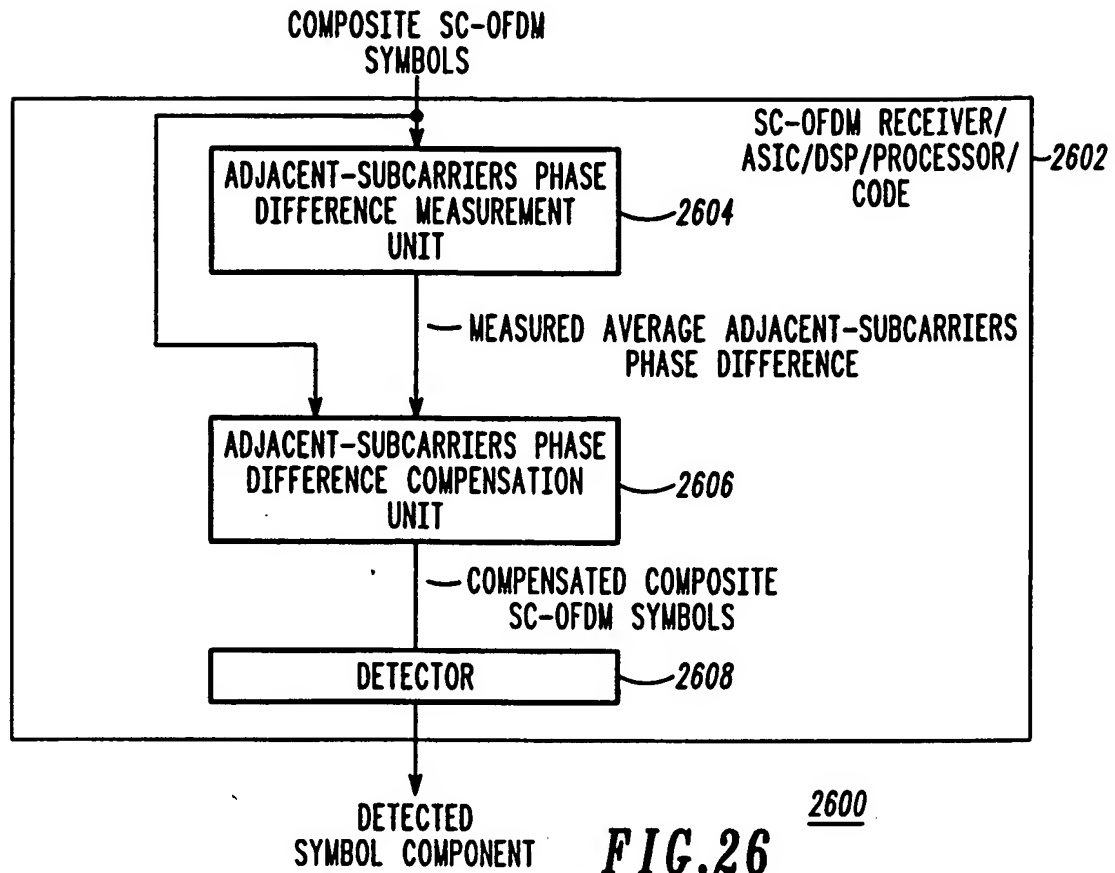 COMPOSITE SC-OFDM
SYMBOLS
SC-OFDM RECEIVER/
ASIC/DSP/PROCESSOR/
CODE
2602
ADJACENT-SUBCARRIERS PHASE
DIFFERENCE MEASUREMENT
UNIT
2604
MEASURED AVERAGE ADJACENT-SUBCARRIERS
PHASE DIFFERENCE
ADJACENT-SUBCARRIERS PHASE
DIFFERENCE COMPENSATION
UNIT
2606
COMPENSATED COMPOSITE
SC-OFDM SYMBOLS
DETECTOR
2608
DETECTED
SYMBOL COMPONENT
2600
FIG.26